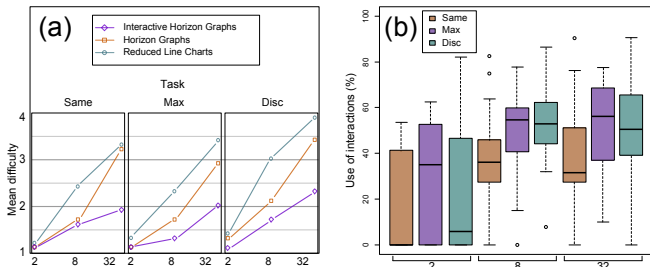 (a)
Interactive Horizon Graphs
Horizon Graphs
Reduced Line Charts
Task
Same Max Disc
Mean difficulty
4
3
2
1
2 8 32 2 8 32 2 8 32
(b)
Same
Max
Disc
Use of interactions (%)
100
80
60
40
20
0
2 8 32